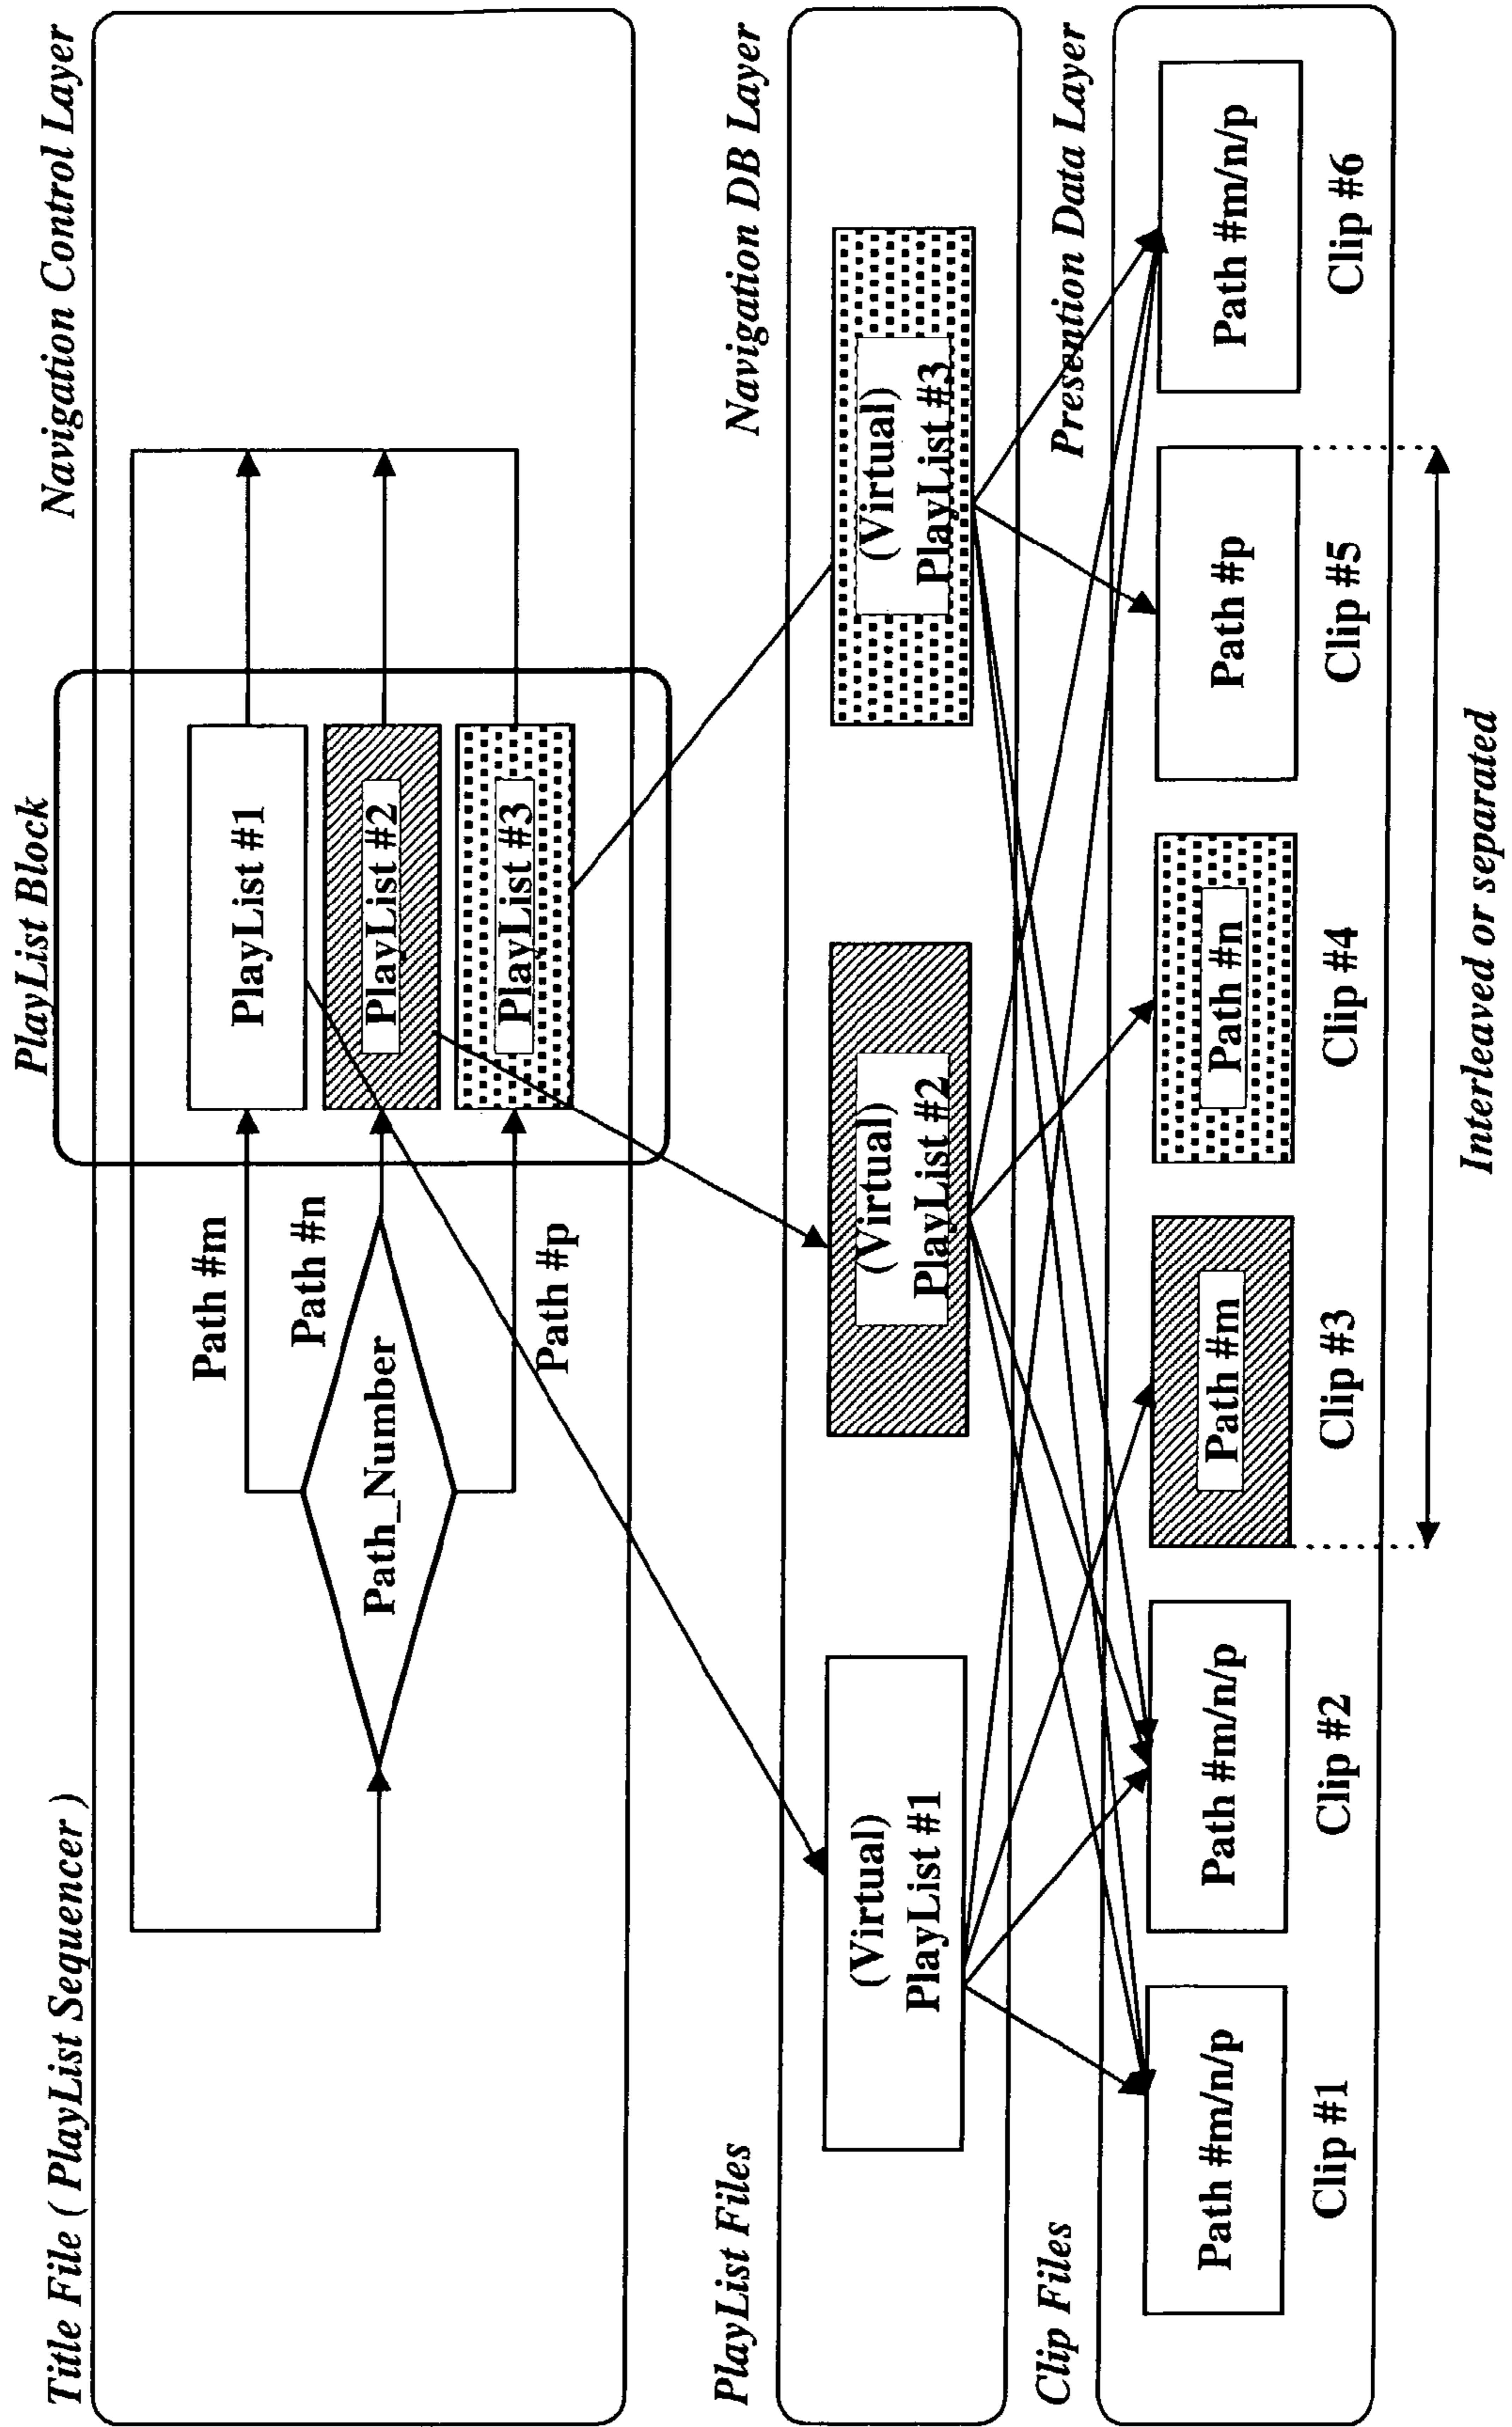 Title File ( PlayList Sequencer )
PlayList Block
Navigation Control Layer
Path #m
PlayList #1
Path #n
Path_Number
PlayList #2
PlayList #3
Path #p
PlayList Files
Navigation DB Layer
(Virtual)
PlayList #1
(Virtual)
PlayList #2
(Virtual)
PlayList #3
Clip Files
Presention Data Layer
Path #m/n/p
Path #m/n/p
Path #m
Path #n
Path #p
Path #m/n/p
Clip #1
Clip #2
Clip #3
Clip #4
Clip #5
Clip #6
Interleaved or separated